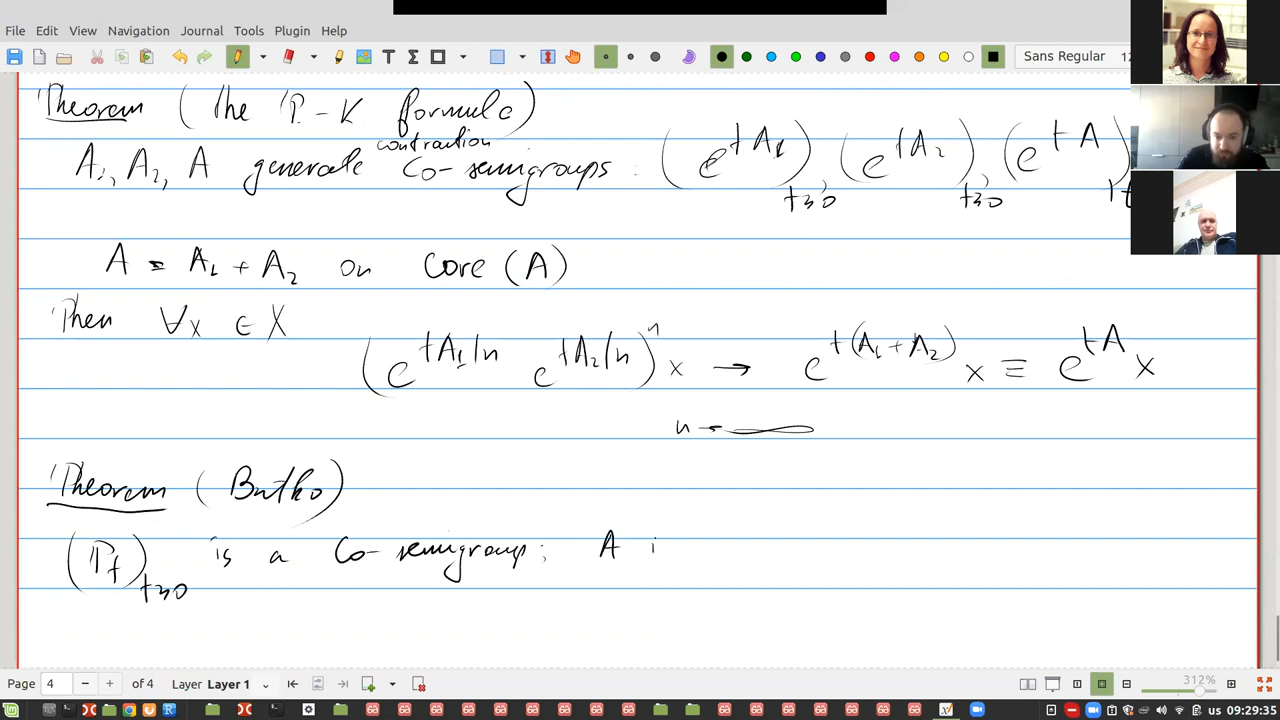 File Edit View Navigation Journal Tools Plugin Help
Sans Regular 12
Theorem (the T-K formula)
contraction
A₁, A₂, A generate C₀-semigroups : (e^{tA₁})_{t≥0}, (e^{tA₂})_{t≥0}, (e^{tA})
A = A₁ + A₂ on core (A)
Then ∀x ∈ X
(e^{tA₁/n} e^{tA₂/n})^n x → e^{t(A₁+A₂)} x ≡ e^{tA} x
n → ∞
Theorem (Butko)
(P_t)_{t≥0} is a C₀-semigroup; A i
Page 4 of 4 Layer Layer 1 312%
us 09:29:35